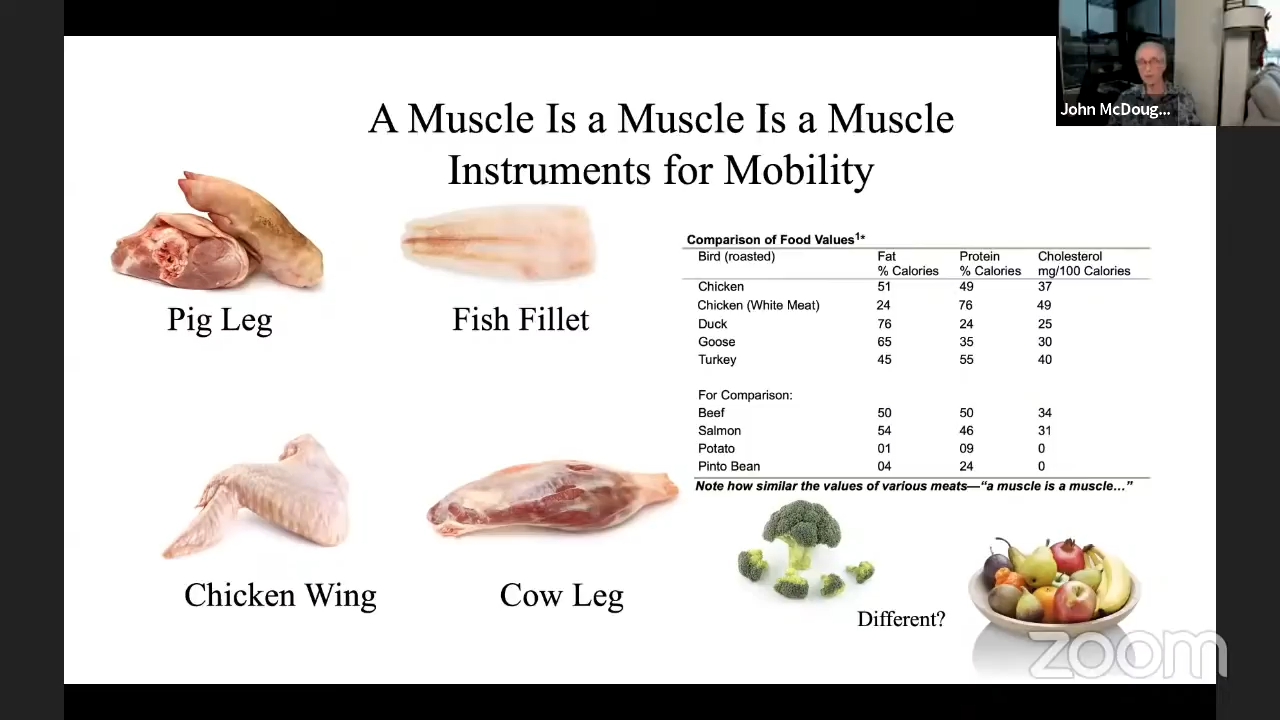 A Muscle Is a Muscle Is a Muscle
Instruments for Mobility
John McDoug...
Pig Leg
Fish Fillet
Chicken Wing
Cow Leg
Comparison of Food Values1*
Bird (roasted) Fat Protein Cholesterol
% Calories % Calories mg/100 Calories
Chicken 51 49 37
Chicken (White Meat) 24 76 49
Duck 76 24 25
Goose 65 35 30
Turkey 45 55 40
For Comparison:
Beef 50 50 34
Salmon 54 46 31
Potato 01 09 0
Pinto Bean 04 24 0
Note how similar the values of various meats—“a muscle is a muscle…”
Different?
zoom